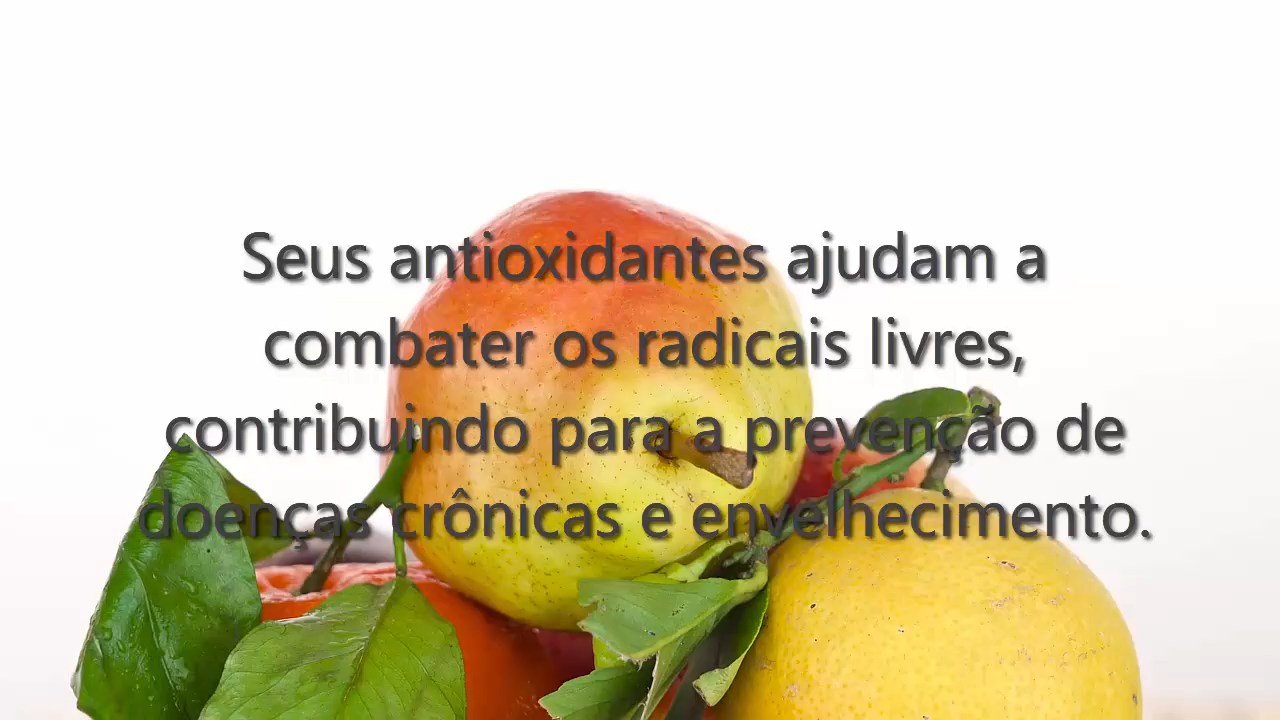 Seus antioxidantes ajudam a
combater os radicais livres,
contribuindo para a prevenção de
doenças crônicas e envelhecimento.